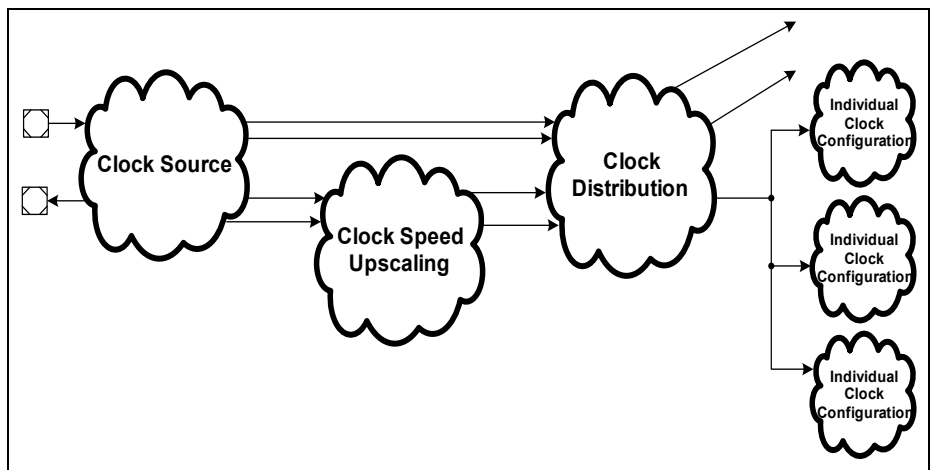 Clock Source
Clock Speed
Upscaling
Clock
Distribution
Individual
Clock
Configuration
Individual
Clock
Configuration
Individual
Clock
Configuration